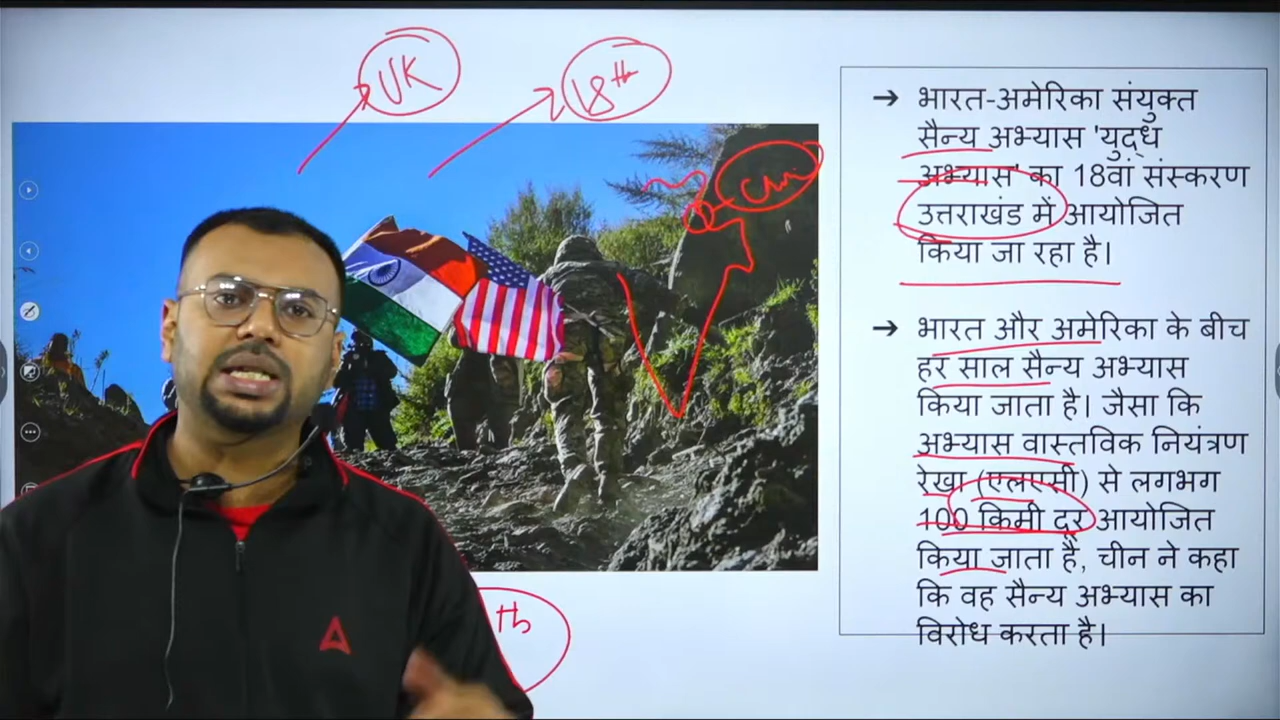 UK
18th
भारत-अमेरिका संयुक्त
सैन्य अभ्यास 'युद्ध
अभ्यास' का 18वां संस्करण
उत्तराखंड में आयोजित
किया जा रहा है।
भारत और अमेरिका के बीच
हर साल सैन्य अभ्यास
किया जाता है। जैसा कि
अभ्यास वास्तविक नियंत्रण
रेखा (एलएसी) से लगभग
100 किमी दूर आयोजित
किया जाता है, चीन ने कहा
कि वह सैन्य अभ्यास का
विरोध करता है।
th